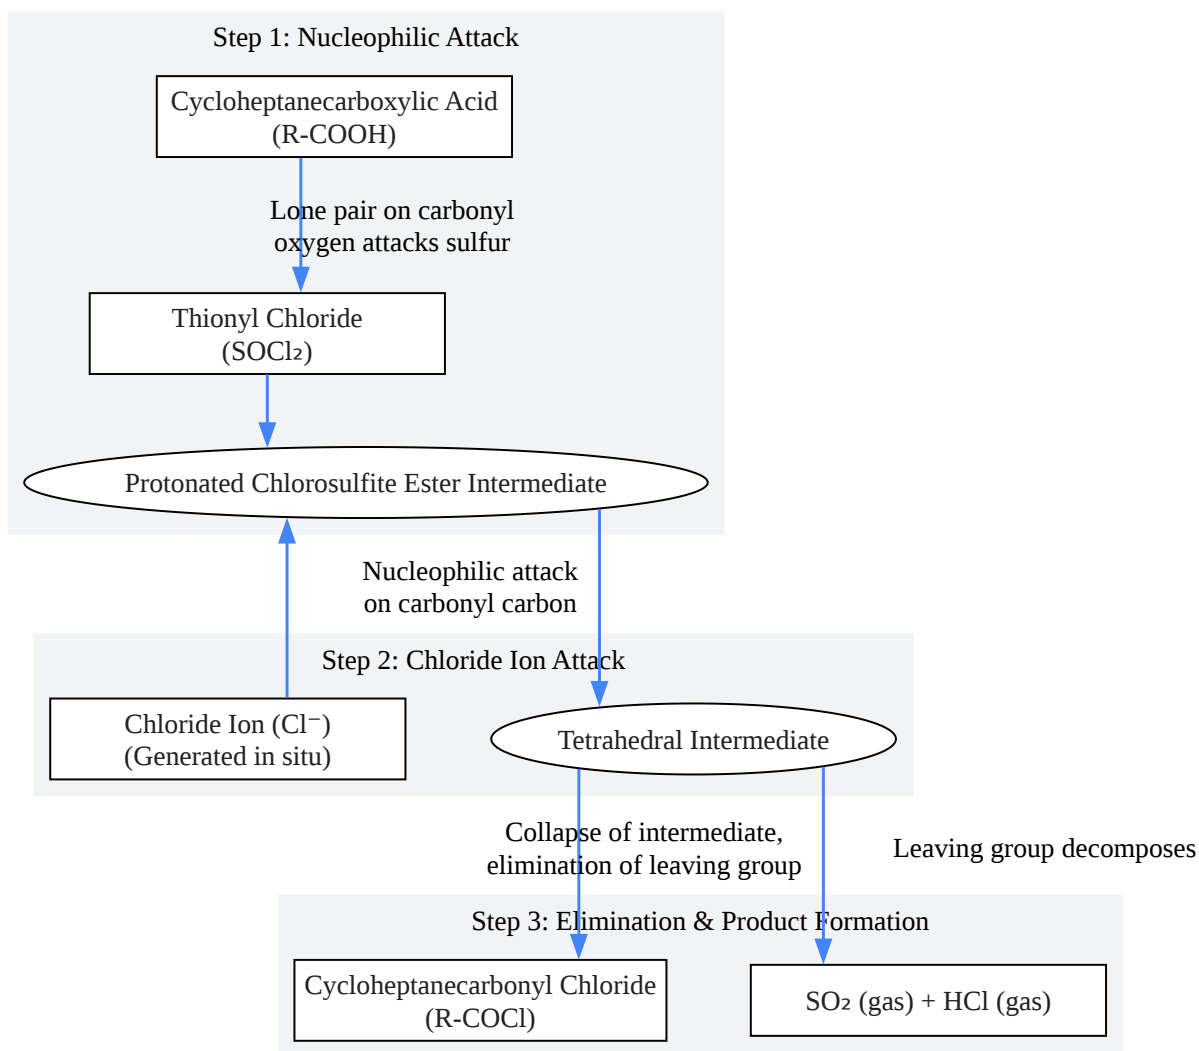 Step 1: Nucleophilic Attack
Cycloheptanecarboxylic Acid
(R-COOH)
Lone pair on carbonyl
oxygen attacks sulfur
Thionyl Chloride
(SOCl₂)
Protonated Chlorosulfite Ester Intermediate
Nucleophilic attack
on carbonyl carbon
Step 2: Chloride Ion Attack
Chloride Ion (Cl⁻)
(Generated in situ)
Tetrahedral Intermediate
Collapse of intermediate,
elimination of leaving group
Leaving group decomposes
Step 3: Elimination & Product Formation
Cycloheptanecarbonyl Chloride
(R-COCl)
SO₂ (gas) + HCl (gas)